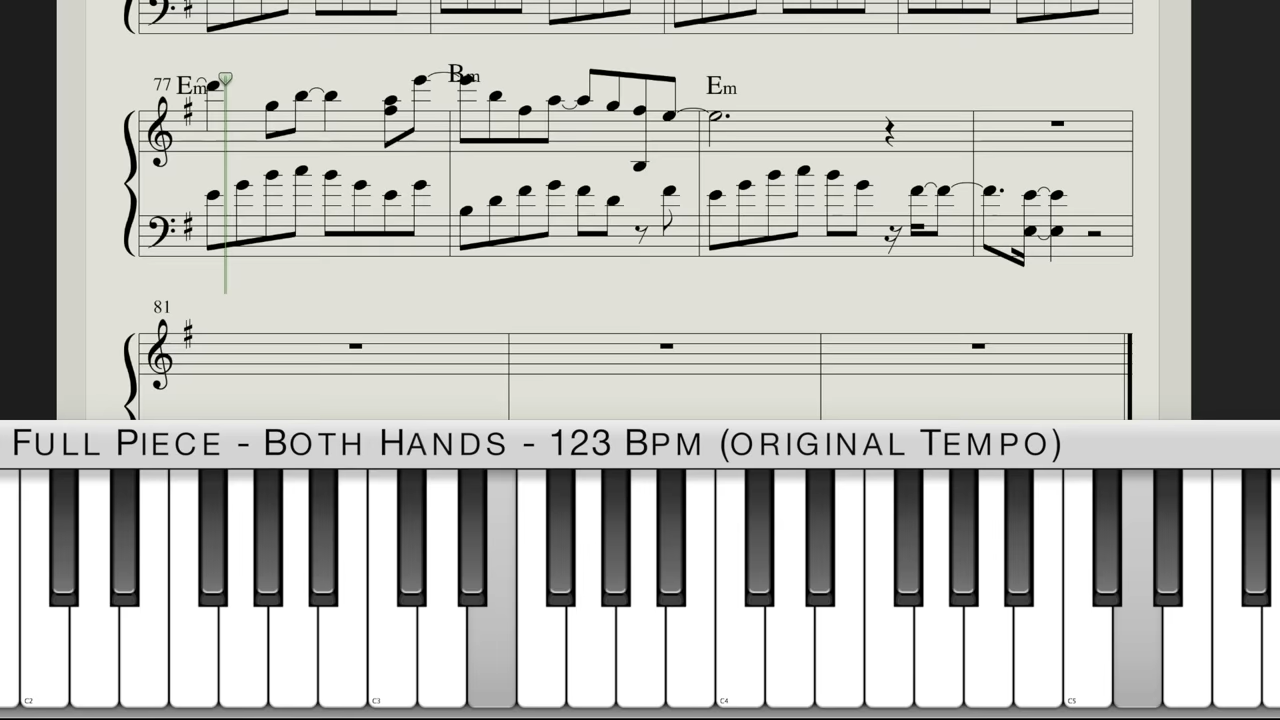 77 Em Bm Em
81
FULL PIECE - BOTH HANDS - 123 BPM (ORIGINAL TEMPO)
C2 C3 C4 C5